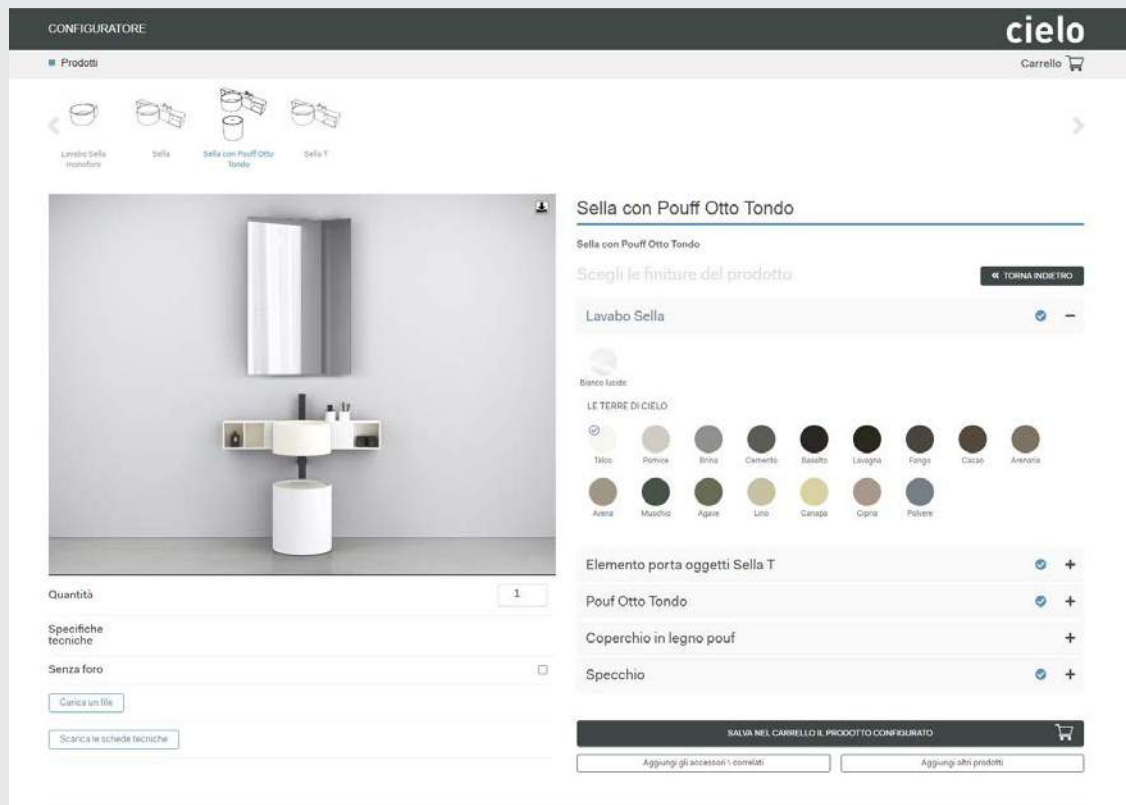 CONFIGURATORE
cielo
Prodotti
Carrello
Lavabo Sella
monoforo
Sella
Sella con Pouff Otto
Tondo
Sella T
Sella con Pouff Otto Tondo
Sella con Pouff Otto Tondo
Scegli le finiture del prodotto
« TORNA INDIETRO
Lavabo Sella
Bianco lucido
LE TERRE DI CIELO
Talco Pomice Brina Cemento Basalto Lavagna Fango Cacao Arenaria
Avena Muschio Agave Lino Canapa Cipria Polvere
Elemento porta oggetti Sella T
Pouf Otto Tondo
Coperchio in legno pouf
Specchio
Quantità 1
Specifiche
tecniche
Senza foro
Carica un file
Scarica le schede tecniche
SALVA NEL CARRELLO IL PRODOTTO CONFIGURATO
Aggiungi gli accessori \ correlati
Aggiungi altri prodotti